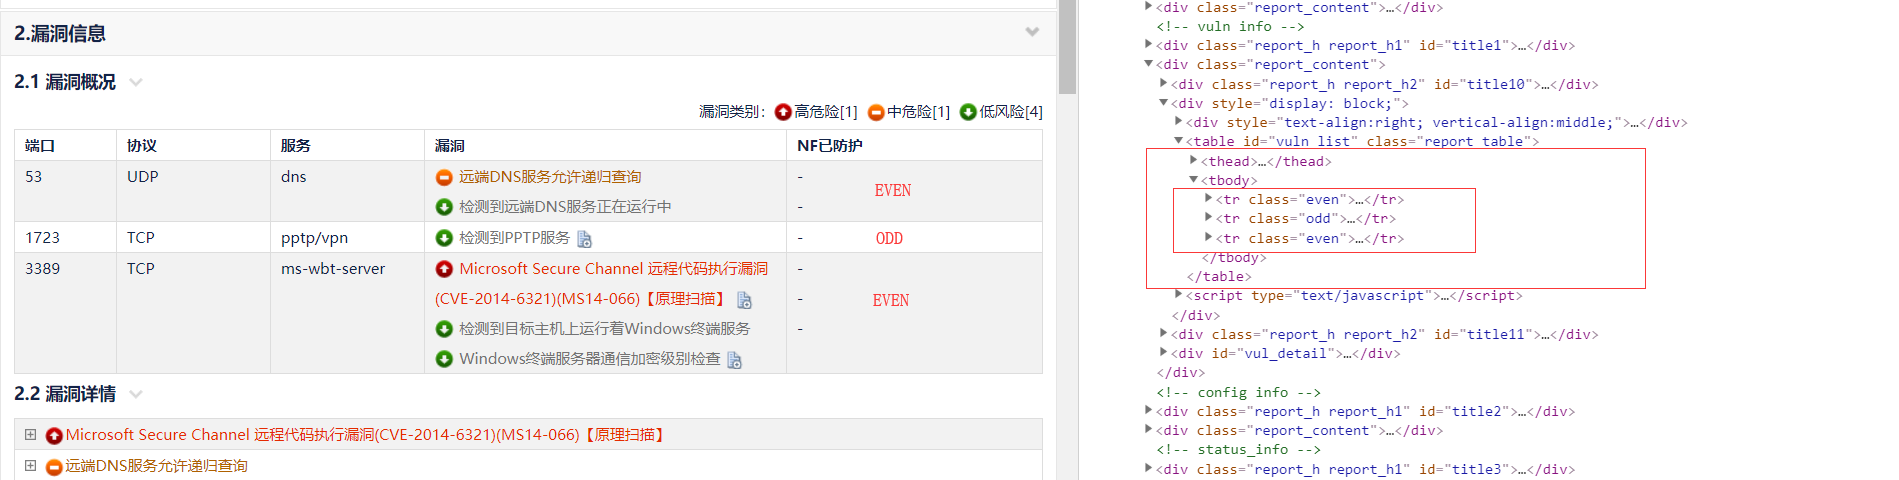 2.漏洞信息
2.1 漏洞概况
漏洞类别： 高危险[1] 中危险[1] 低风险[4]
端口 协议 服务 漏洞 NF已防护
53 UDP dns 远端DNS服务允许递归查询 -
EVEN
检测到远端DNS服务正在运行中 -
1723 TCP pptp/vpn 检测到PPTP服务 - ODD
3389 TCP ms-wbt-server Microsoft Secure Channel 远程代码执行漏洞 -
(CVE-2014-6321)(MS14-066)【原理扫描】 - EVEN
检测到目标主机上运行着Windows终端服务 -
Windows终端服务器通信加密级别检查
2.2 漏洞详情
Microsoft Secure Channel 远程代码执行漏洞(CVE-2014-6321)(MS14-066)【原理扫描】
远端DNS服务允许递归查询
<div class="report_content">…</div>
<!-- vuln info -->
<div class="report_h report_h1" id="title1">…</div>
<div class="report_content">
<div class="report_h report_h2" id="title10">…</div>
<div style="display: block;">
<div style="text-align:right; vertical-align:middle;">…</div>
<table id="vuln_list" class="report_table">
<thead>…</thead>
<tbody>
<tr class="even">…</tr>
<tr class="odd">…</tr>
<tr class="even">…</tr>
</tbody>
</table>
<script type="text/javascript">…</script>
</div>
<div class="report_h report_h2" id="title11">…</div>
<div id="vul_detail">…</div>
</div>
<!-- config info -->
<div class="report_h report_h1" id="title2">…</div>
<div class="report_content">…</div>
<!-- status_info -->
<div class="report_h report_h1" id="title3">…</div>